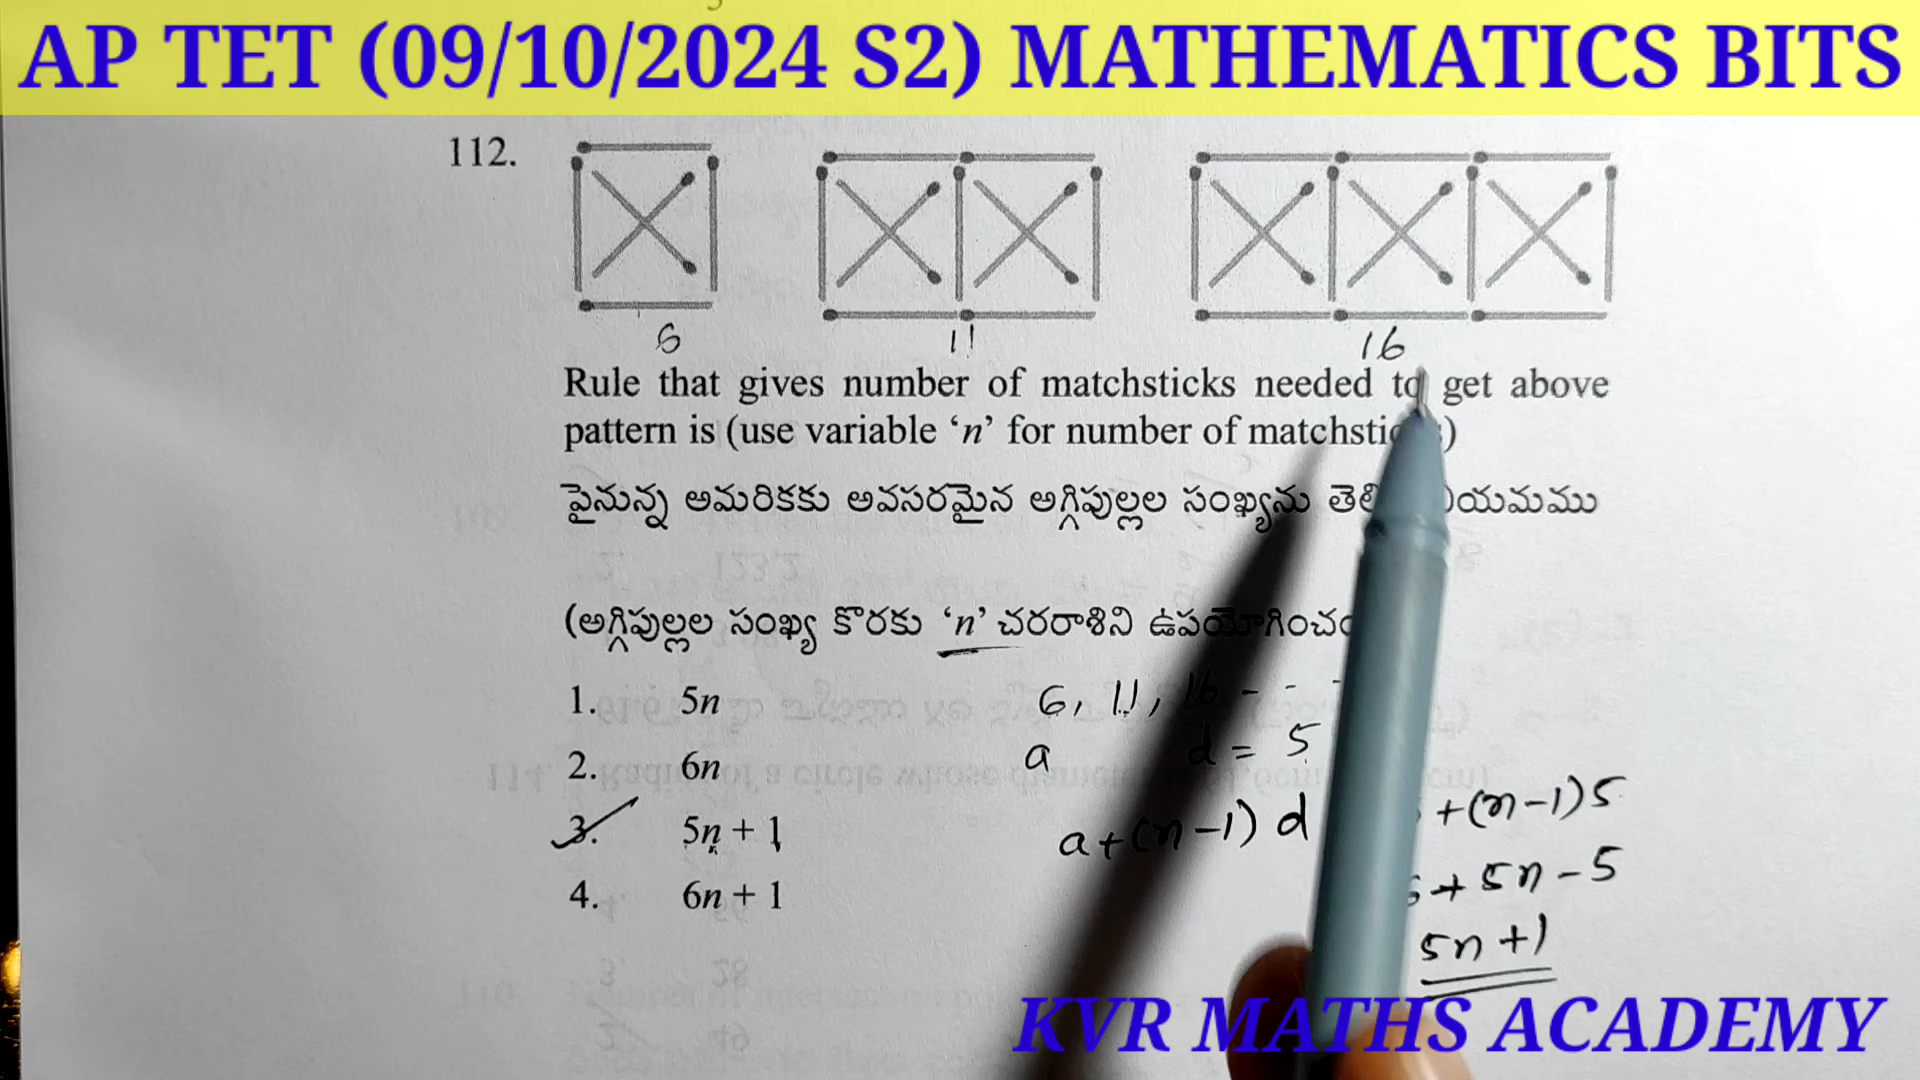 AP TET (09/10/2024 S2) MATHEMATICS BITS
112.
6 11 16
Rule that gives number of matchsticks needed to get above
pattern is (use variable ‘n’ for number of
పైనున్న అమరికకు అవసరమైన అగ్గిపుల్లల సంఖ్యను
(అగ్గిపుల్లల సంఖ్య కొరకు ‘n’ చరరాశిని
1. 5n 6, 11, 16 - - -
a d = 5
2. 6n
3. 5n + 1 a + (n - 1) d + (n - 1) 5
+ 5n - 5
4. 6n + 1
5n + 1
KVR MATHS ACADEMY